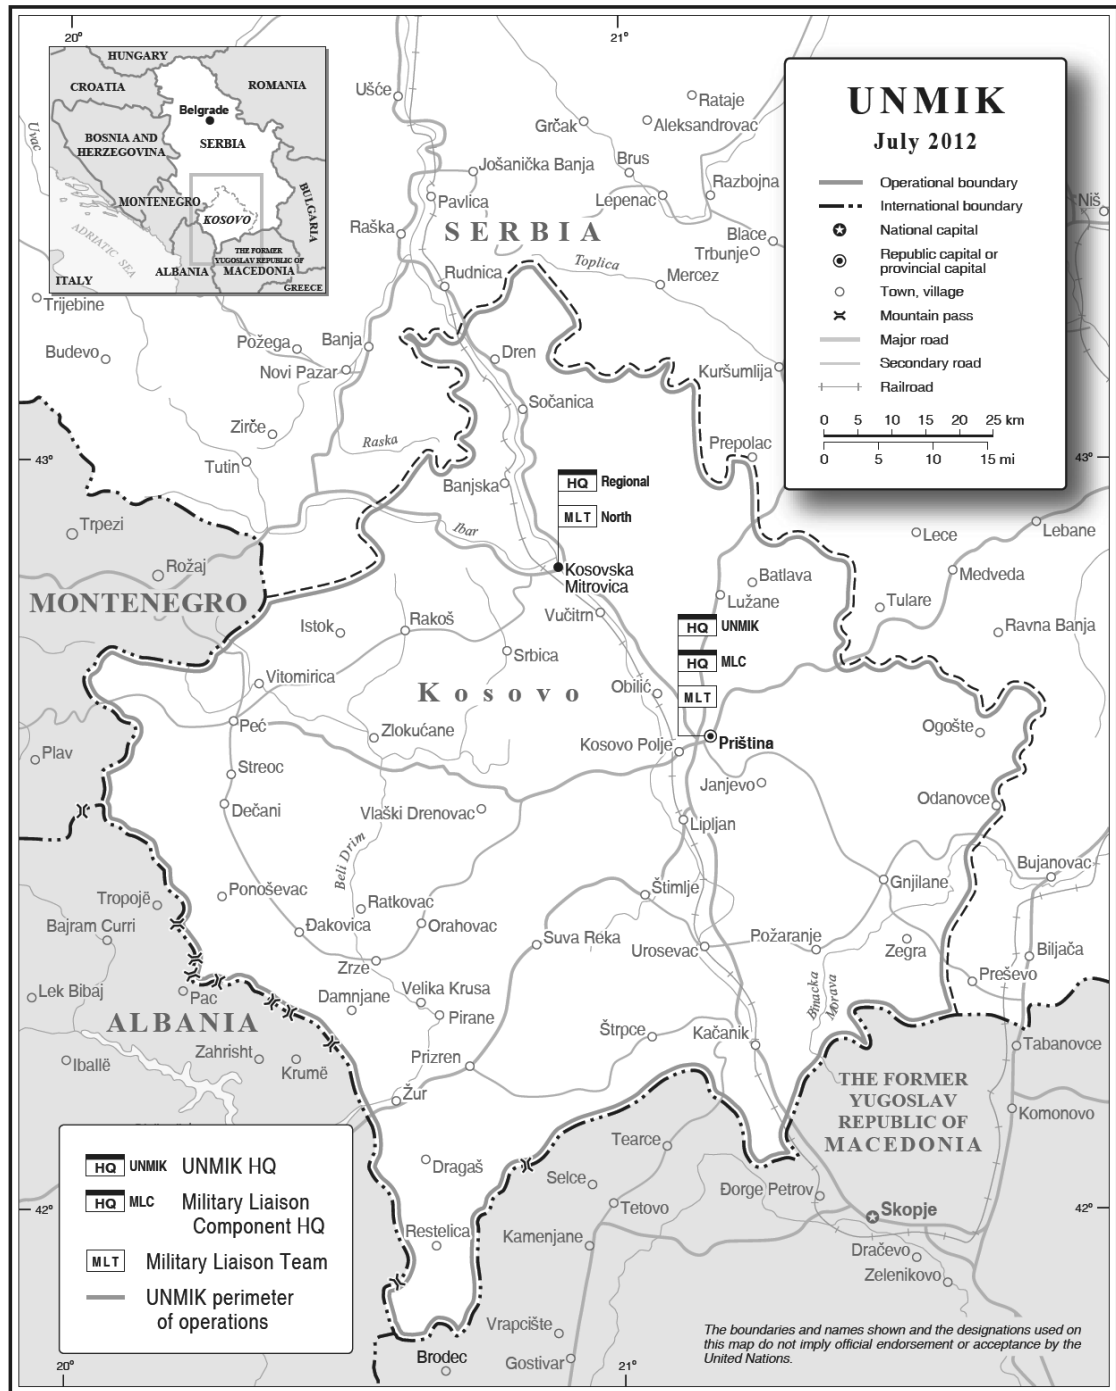 20°
21°
HUNGARY
CROATIA
ROMANIA
Belgrade
BOSNIA AND
HERZEGOVINA
SERBIA
MONTENEGRO
BULGARIA
KOSOVO
ADRIATIC SEA
THE FORMER
YUGOSLAV REPUBLIC OF
MACEDONIA
ALBANIA
ITALY
GREECE
UNMIK
July 2012
Operational boundary
International boundary
National capital
Republic capital or
provincial capital
Town, village
Mountain pass
Major road
Secondary road
Railroad
0 5 10 15 20 25 km
0 5 10 15 mi
Uvac
Ušće
Rataje
Grčak
Aleksandrovac
Jošanička Banja
Brus
Razbojna
Pavlica
Lepenac
Niš
Raška
SERBIA
Blace
Trbunje
Toplica
Rudnica
Mercez
Trijebine
Požega
Banja
Budevo
Dren
Novi Pazar
Kuršumlija
Sočanica
Zirče
Raska
Prepolac
43°
43°
Tutin
Banjska
HQ Regional
MLT North
Trpezi
Ibar
Lece
Lebane
Rožaj
Kosovska
Mitrovica
Batlava
Medveda
MONTENEGRO
Lužane
Vučitrn
Tulare
Istok
Rakoš
HQ UNMIK
Ravna Banja
Srbica
HQ MLC
Vitomirica
Kosovo
Obilić
MLT
Peć
Zlokućane
Ogošte
Plav
Kosovo Polje
Priština
Streoc
Janjevo
Dečani
Vlaški Drenovac
Odanovce
Lipljan
Beli Drim
Bujanovac
Ponoševac
Štimlje
Gnjilane
Tropojë
Ratkovac
Bajram Curri
Đakovica
Orahovac
Suva Reka
Požaranje
Urosevac
Zegra
Biljača
Zrze
Lek Bibaj
Pac
Damnjane
Velika Krusa
Binacka
Morava
Preševo
ALBANIA
Pirane
Štrpce
Kačanik
Zahrisht
Prizren
Tabanovce
Iballë
Krumë
THE FORMER
YUGOSLAV
REPUBLIC OF
MACEDONIA
Žur
Komonovo
Tearce
HQ UNMIK UNMIK HQ
HQ MLC Military Liaison
Component HQ
MLT Military Liaison Team
UNMIK perimeter
of operations
Dragaš
Selce
Đorge Petrov
Tetovo
Skopje
42°
42°
Restelica
Kamenjane
Dračevo
Zelenikovo
Vrapcište
Brodec
Gostivar
The boundaries and names shown and the designations used on
this map do not imply official endorsement or acceptance by the
United Nations.
20°
21°